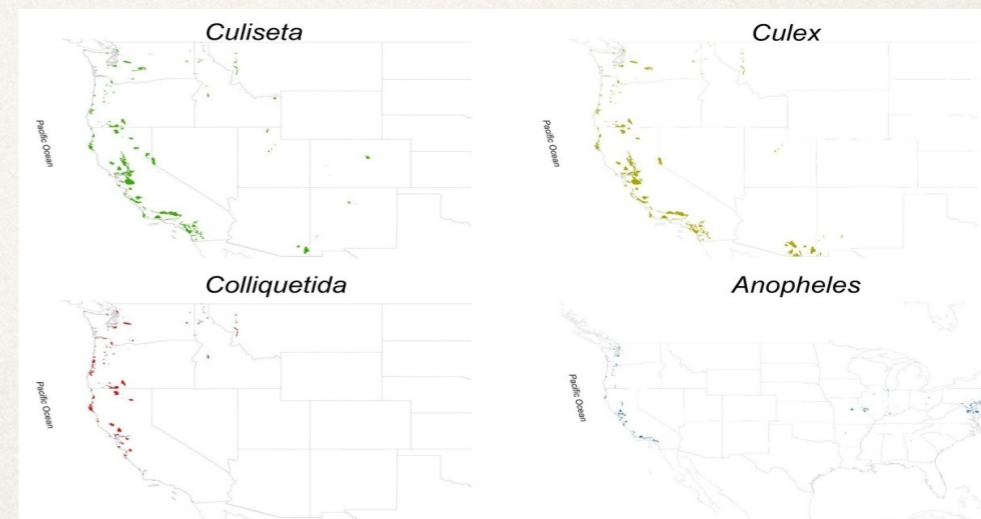 Culiseta
Culex
Pacific Ocean
Pacific Ocean
Colliquetida
Anopheles
Pacific Ocean
Pacific Ocean